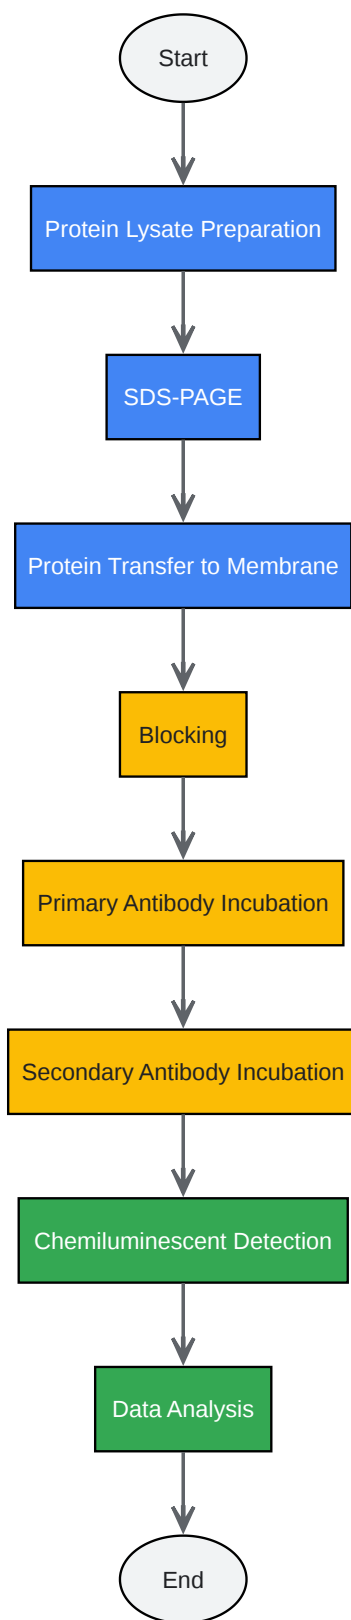 Start
Protein Lysate Preparation
SDS-PAGE
Protein Transfer to Membrane
Blocking
Primary Antibody Incubation
Secondary Antibody Incubation
Chemiluminescent Detection
Data Analysis
End